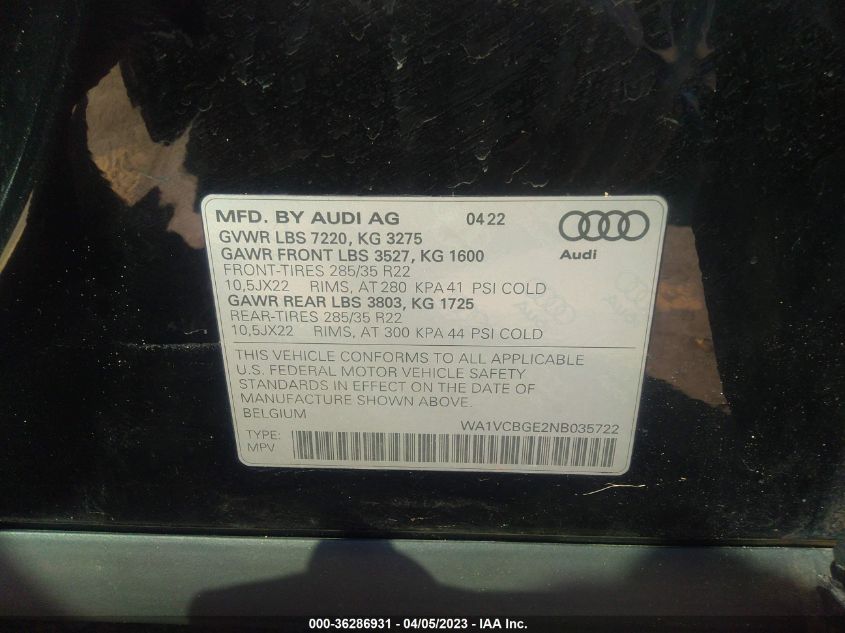 MFD. BY AUDI AG 04 22
GVWR LBS 7220, KG 3275
GAWR FRONT LBS 3527, KG 1600
FRONT-TIRES 285/35 R22
10,5JX22 RIMS, AT 280 KPA 41 PSI COLD
GAWR REAR LBS 3803, KG 1725
REAR-TIRES 285/35 R22
10,5JX22 RIMS, AT 300 KPA 44 PSI COLD
Audi
THIS VEHICLE CONFORMS TO ALL APPLICABLE
U.S. FEDERAL MOTOR VEHICLE SAFETY
STANDARDS IN EFFECT ON THE DATE OF
MANUFACTURE SHOWN ABOVE.
BELGIUM
WA1VCBGE2NB035722
TYPE:
MPV
000-36286931 - 04/05/2023 - IAA Inc.